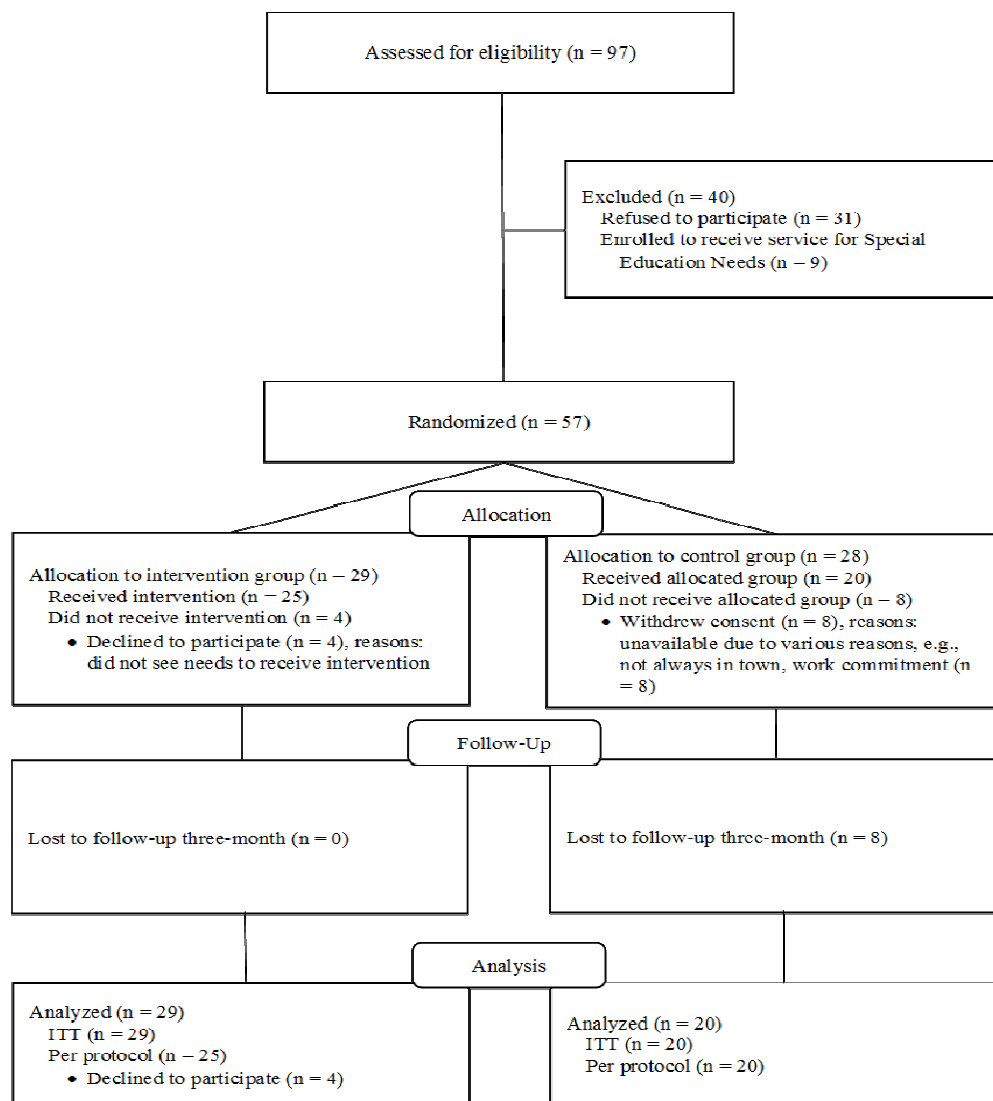 Assessed for eligibility (n = 97)
Excluded (n = 40)
Refused to participate (n = 31)
Enrolled to receive service for Special
Education Needs (n – 9)
Randomized (n = 57)
Allocation
Allocation to intervention group (n – 29)
Received intervention (n – 25)
Did not receive intervention (n = 4)
• Declined to participate (n = 4), reasons:
did not see needs to receive intervention
Allocation to control group (n = 28)
Received allocated group (n = 20)
Did not receive allocated group (n – 8)
• Withdrew consent (n = 8), reasons:
unavailable due to various reasons, e.g.,
not always in town, work commitment (n
= 8)
Follow-Up
Lost to follow-up three-month (n = 0)
Lost to follow-up three-month (n = 8)
Analysis
Analyzed (n = 29)
ITT (n = 29)
Per protocol (n – 25)
• Declined to participate (n = 4)
Analyzed (n = 20)
ITT (n = 20)
Per protocol (n = 20)